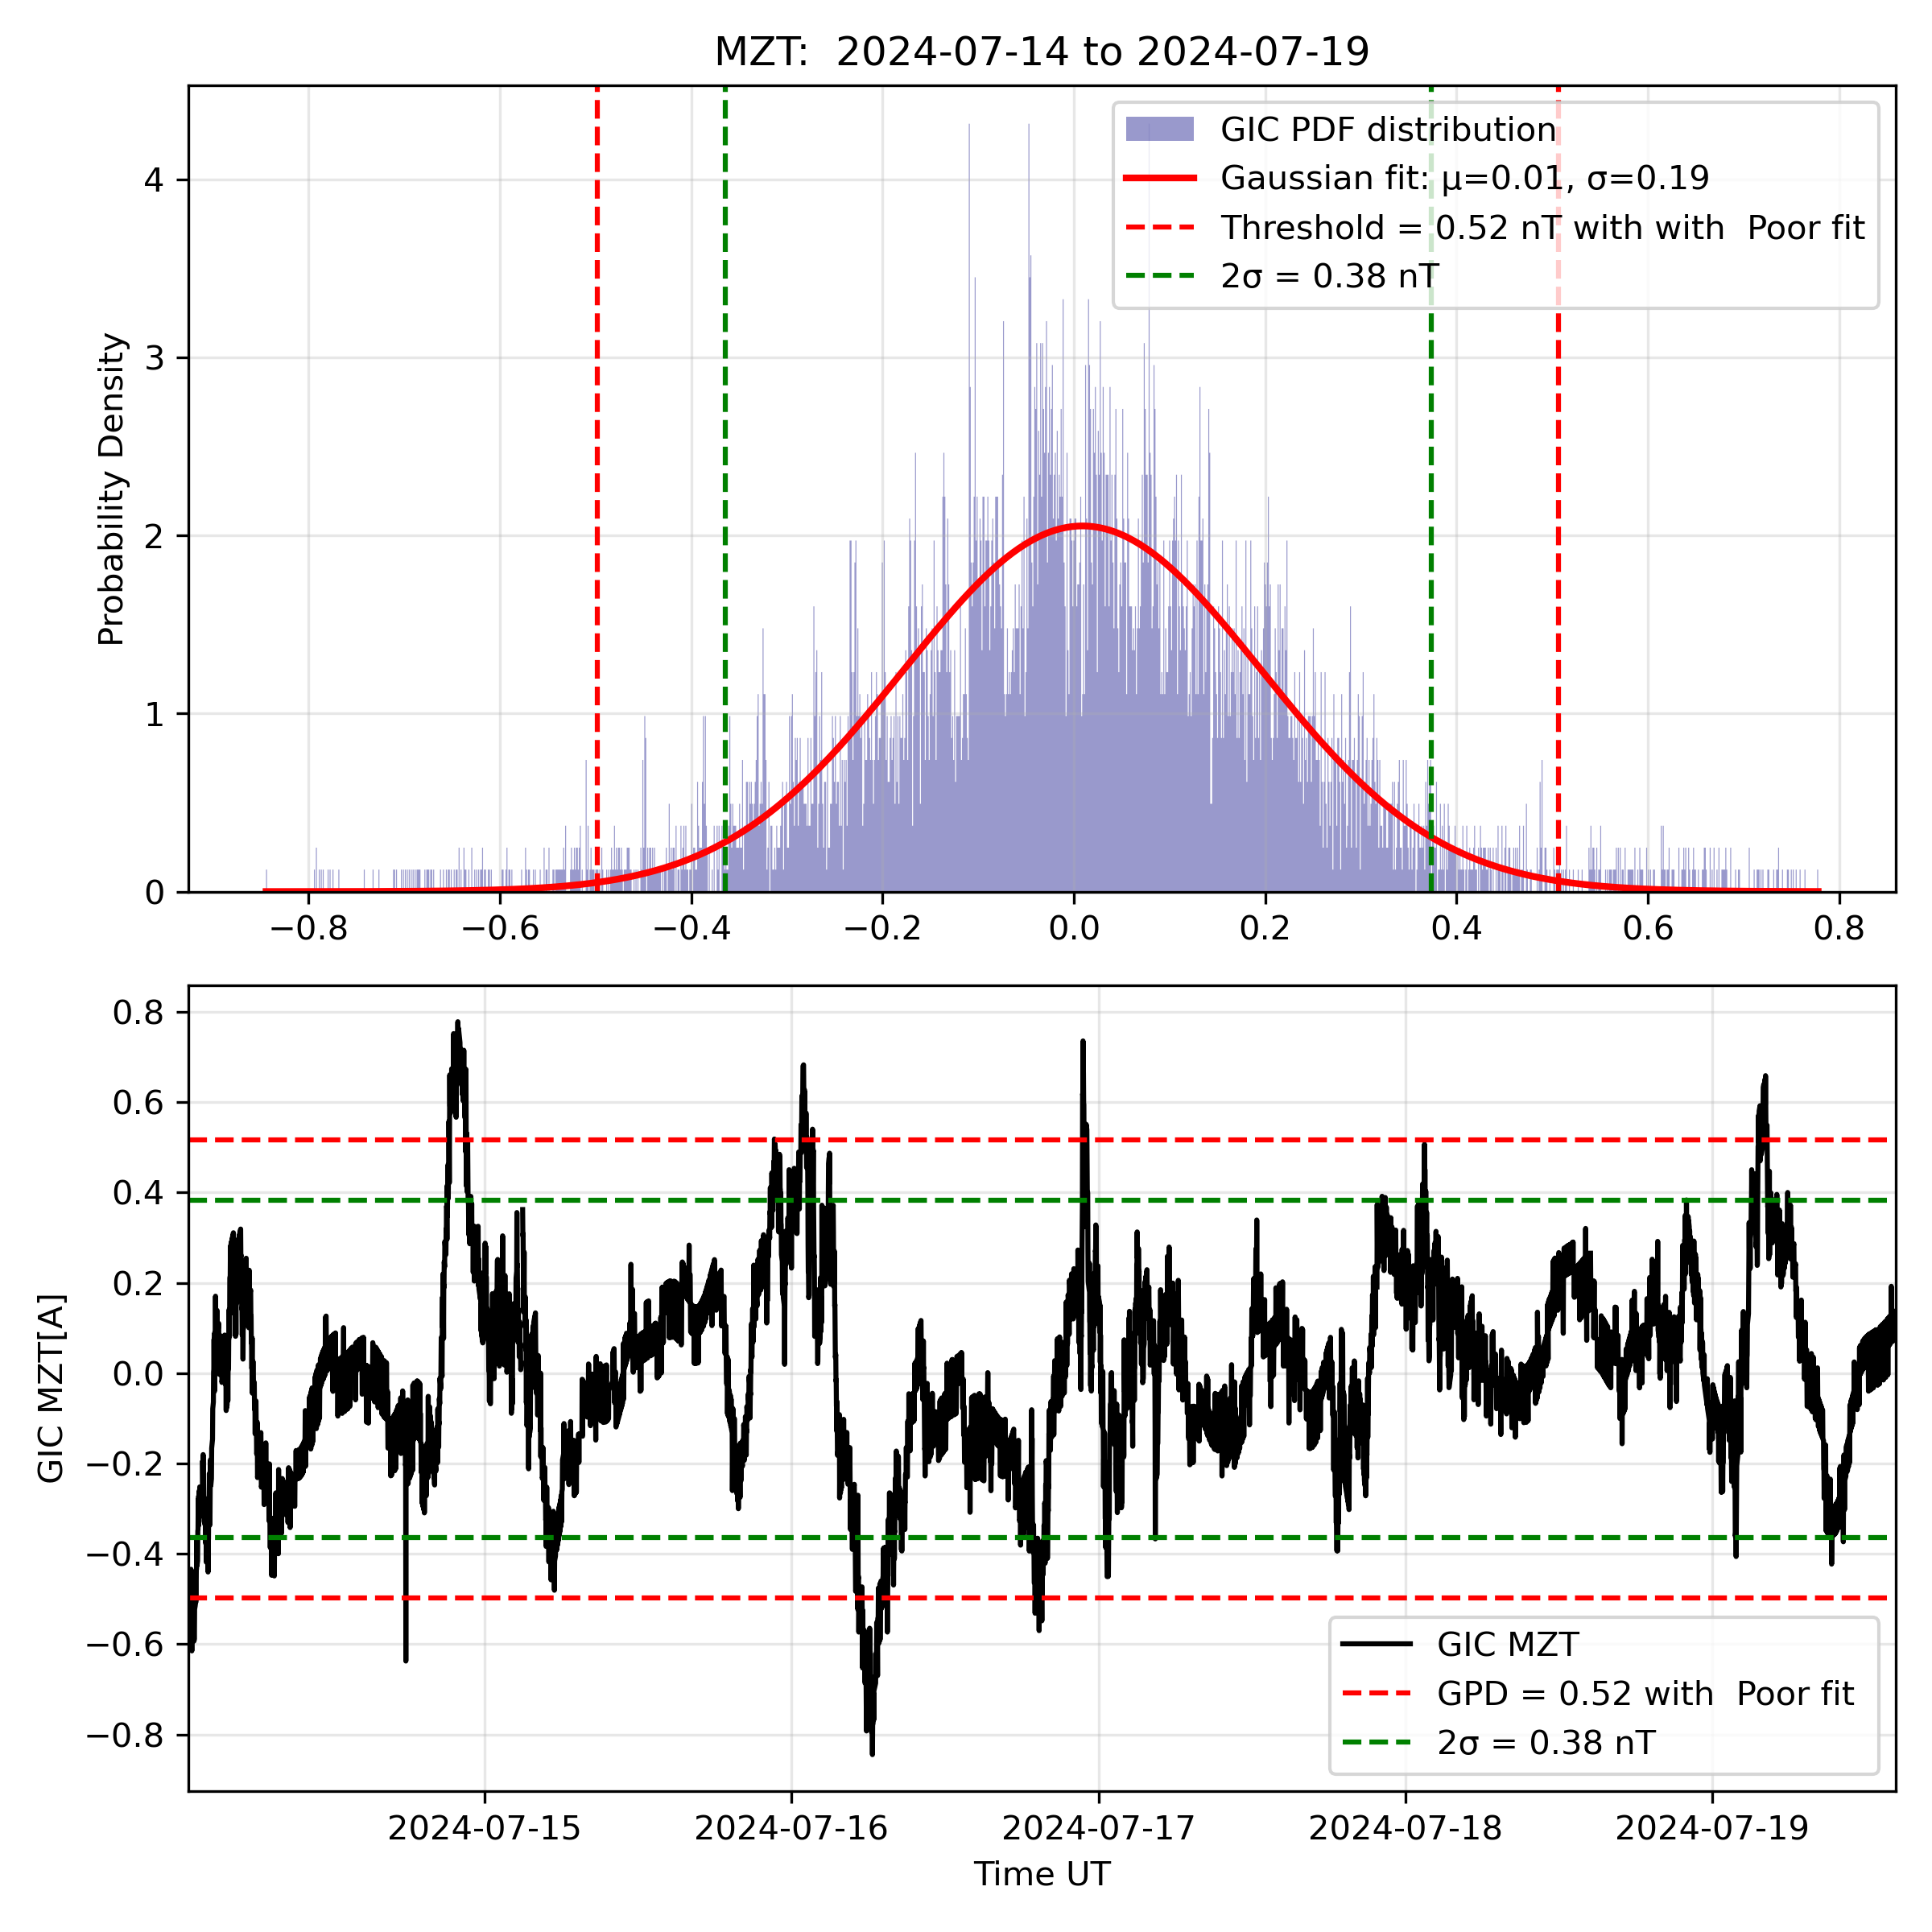 MZT:  2024-07-14 to 2024-07-19
Probability Density
4
3
2
1
0
GIC PDF distribution
Gaussian fit: μ=0.01, σ=0.19
Threshold = 0.52 nT with with  Poor fit
2σ = 0.38 nT
−0.8 −0.6 −0.4 −0.2 0.0 0.2 0.4 0.6 0.8
GIC MZT[A]
0.8
0.6
0.4
0.2
0.0
−0.2
−0.4
−0.6
−0.8
GIC MZT
GPD = 0.52 with  Poor fit
2σ = 0.38 nT
2024-07-15 2024-07-16 2024-07-17 2024-07-18 2024-07-19
Time UT